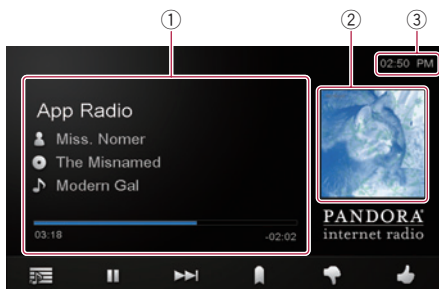 ①
②
③
02:50 PM
App Radio
Miss. Nomer
The Misnamed
Modern Gal
03:18
-02:02
PANDORA®
internet radio